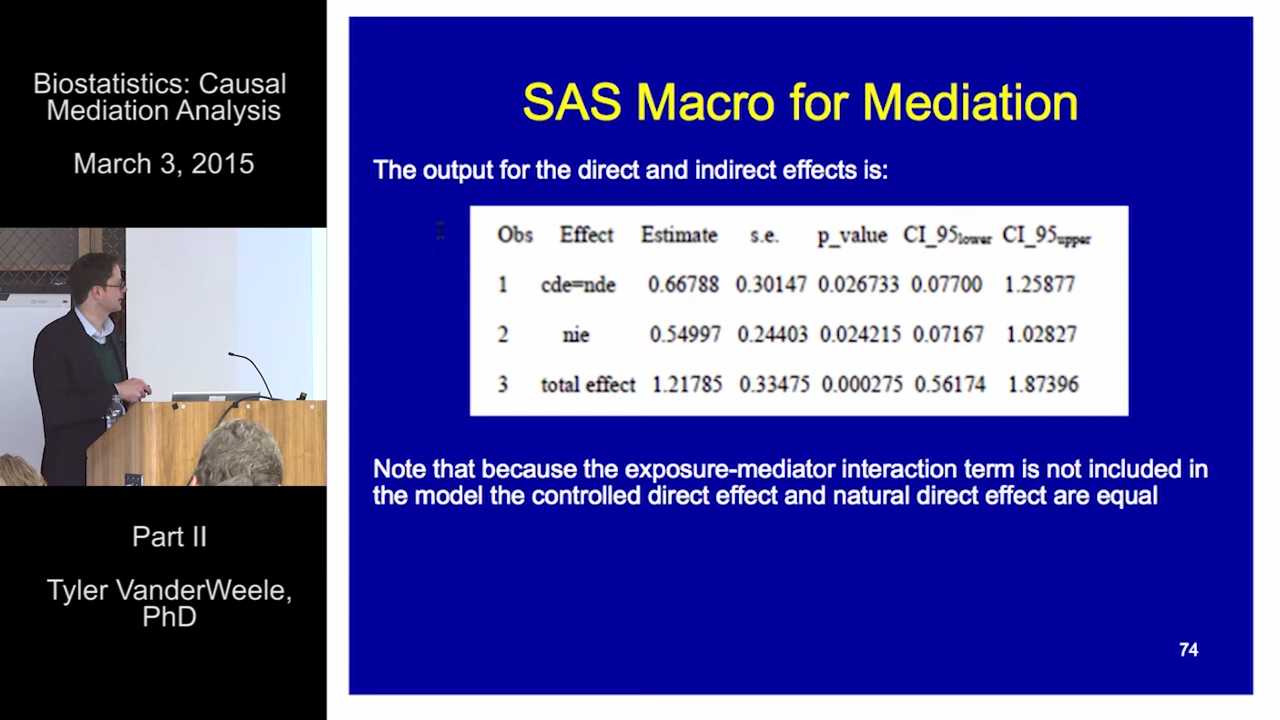 Biostatistics: Causal
Mediation Analysis
March 3, 2015
Part II
Tyler VanderWeele,
PhD
SAS Macro for Mediation
The output for the direct and indirect effects is:
Obs Effect Estimate s.e. p_value CI_95lower CI_95upper
1 cde=nde 0.66788 0.30147 0.026733 0.07700 1.25877
2 nie 0.54997 0.24403 0.024215 0.07167 1.02827
3 total effect 1.21785 0.33475 0.000275 0.56174 1.87396
Note that because the exposure-mediator interaction term is not included in
the model the controlled direct effect and natural direct effect are equal
74